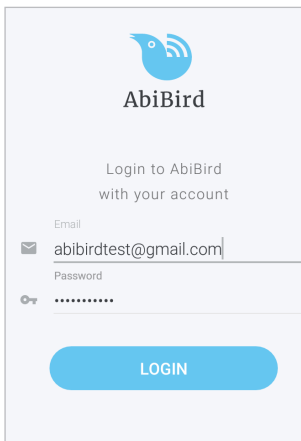 AbiBird
Login to AbiBird
with your account
Email
abibirdtest@gmail.com
Password
•••••••••••
LOGIN